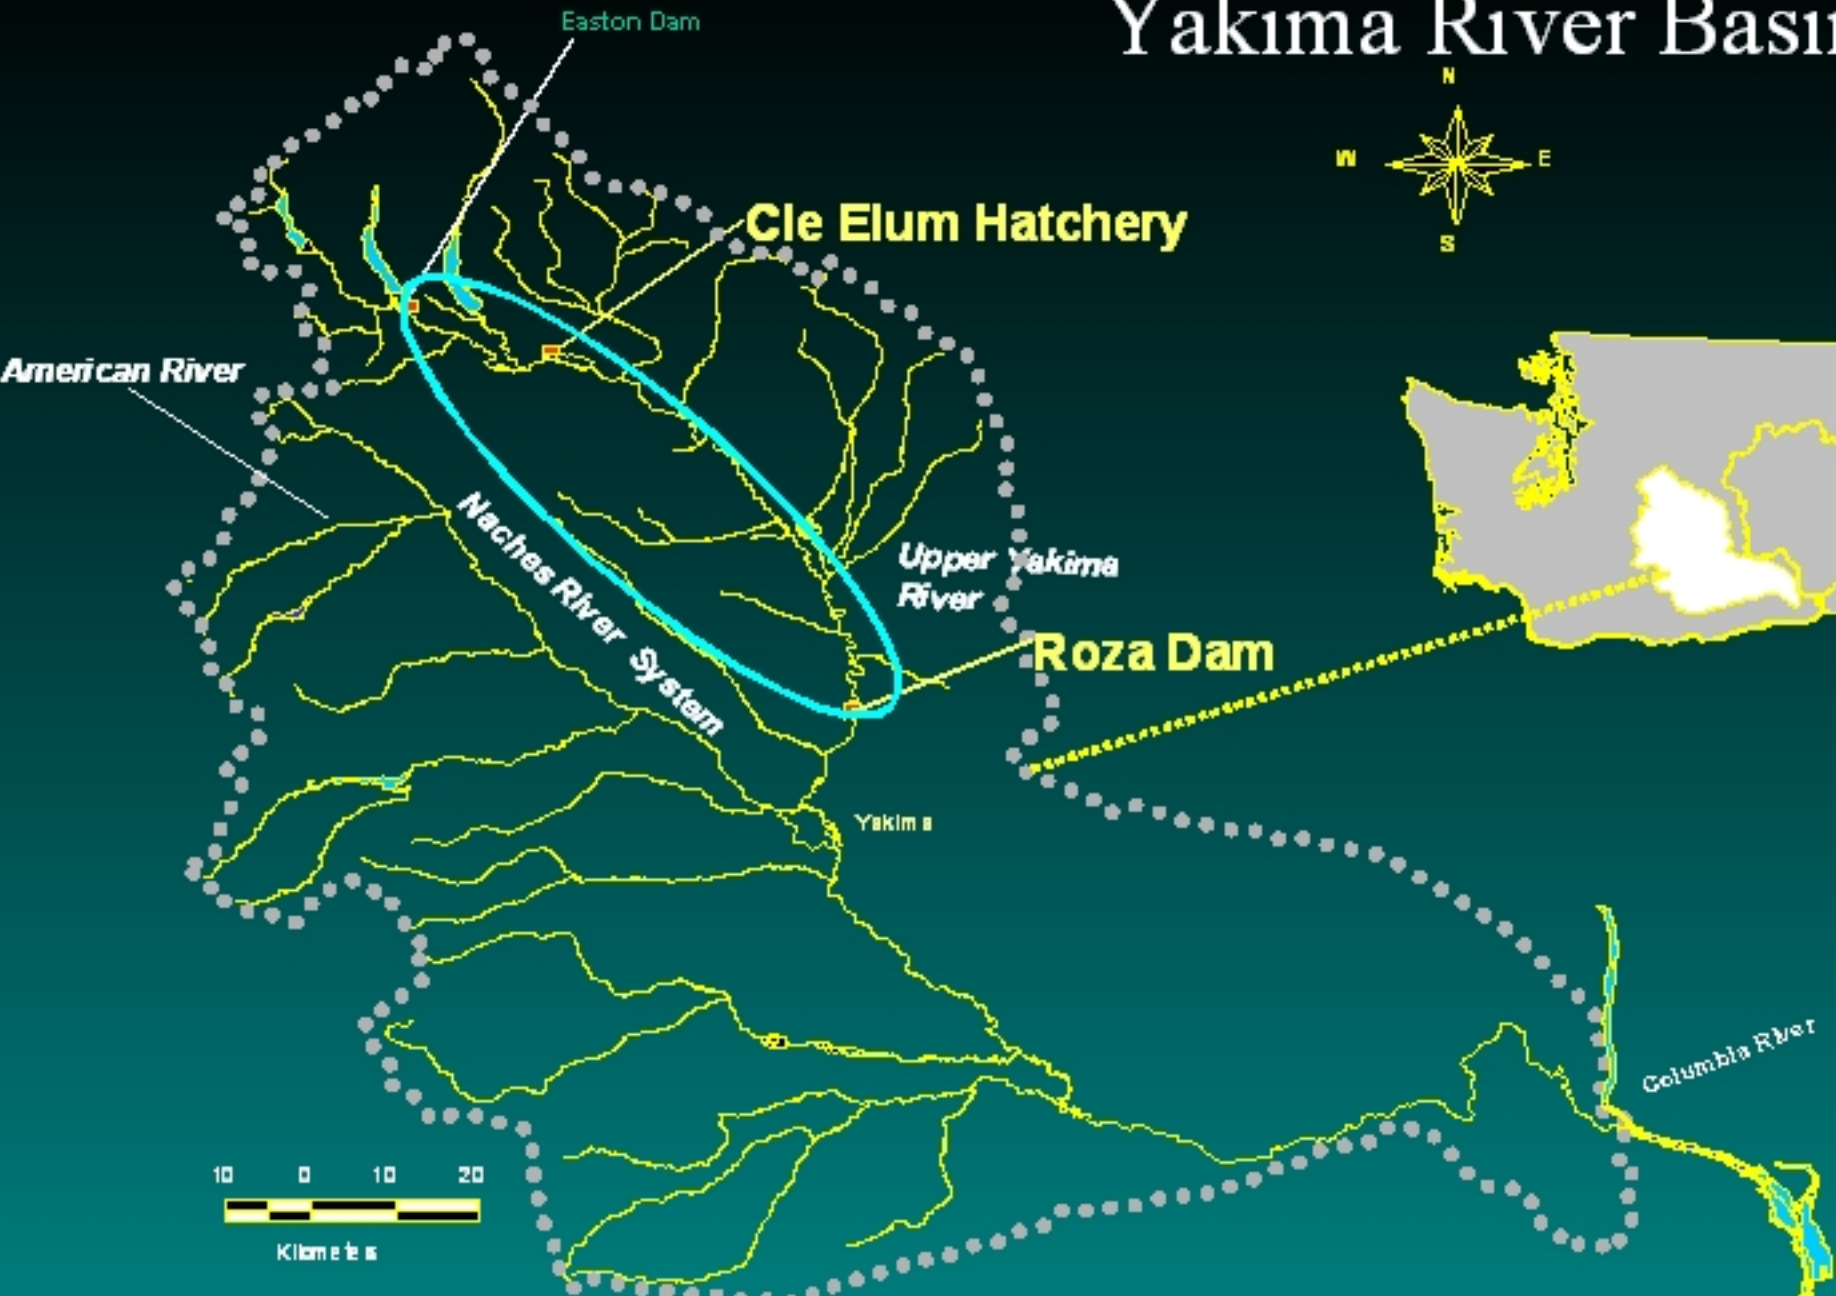 Easton Dam
Yakima River Basin
N
W
E
S
Cle Elum Hatchery
American River
Naches River System
Upper Yakima
River
Roza Dam
Yakima
Columbia River
10 0 10 20
Kilometers